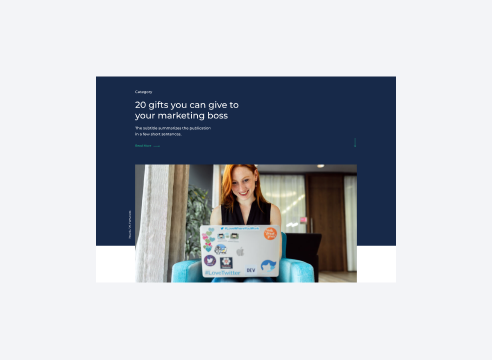 Category
20 gifts you can give to
your marketing boss
The subtitle summarizes the publication
in a few short sentences.
Read More
#LoveTwitter